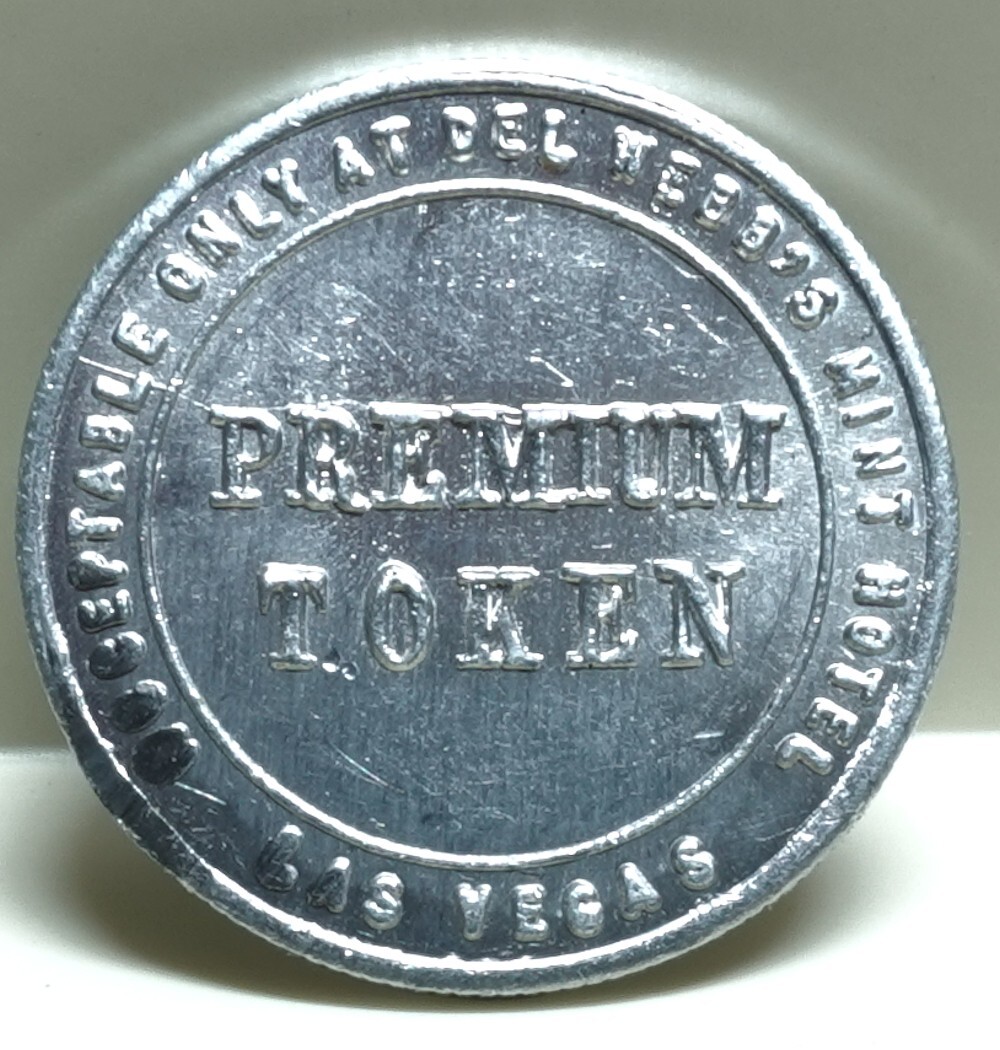 ACCEPTABLE ONLY AT DEL WEBB'S MINT HOTEL
PREMIUM
TOKEN
LAS VEGAS